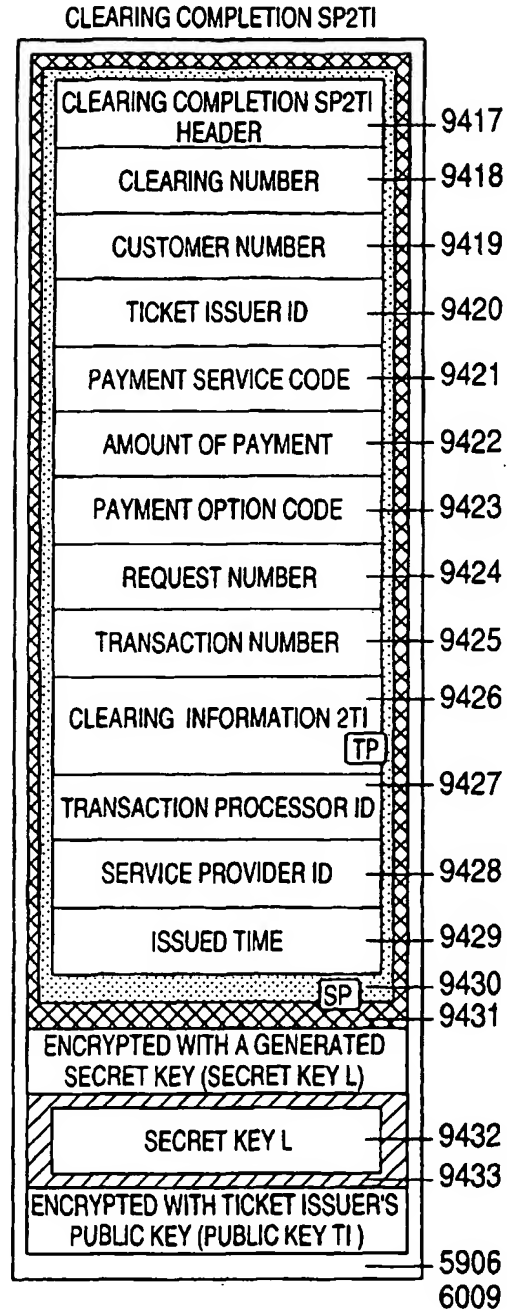 CLEARING COMPLETION SP2TI
CLEARING COMPLETION SP2TI
HEADER
9417
CLEARING NUMBER
9418
CUSTOMER NUMBER
9419
TICKET ISSUER ID
9420
PAYMENT SERVICE CODE
9421
AMOUNT OF PAYMENT
9422
PAYMENT OPTION CODE
9423
REQUEST NUMBER
9424
TRANSACTION NUMBER
9425
9426
CLEARING INFORMATION 2TI
TP
9427
TRANSACTION PROCESSOR ID
SERVICE PROVIDER ID
9428
ISSUED TIME
9429
SP
9430
9431
ENCRYPTED WITH A GENERATED
SECRET KEY (SECRET KEY L)
SECRET KEY L
9432
9433
ENCRYPTED WITH TICKET ISSUER'S
PUBLIC KEY (PUBLIC KEY TI )
5906
6009